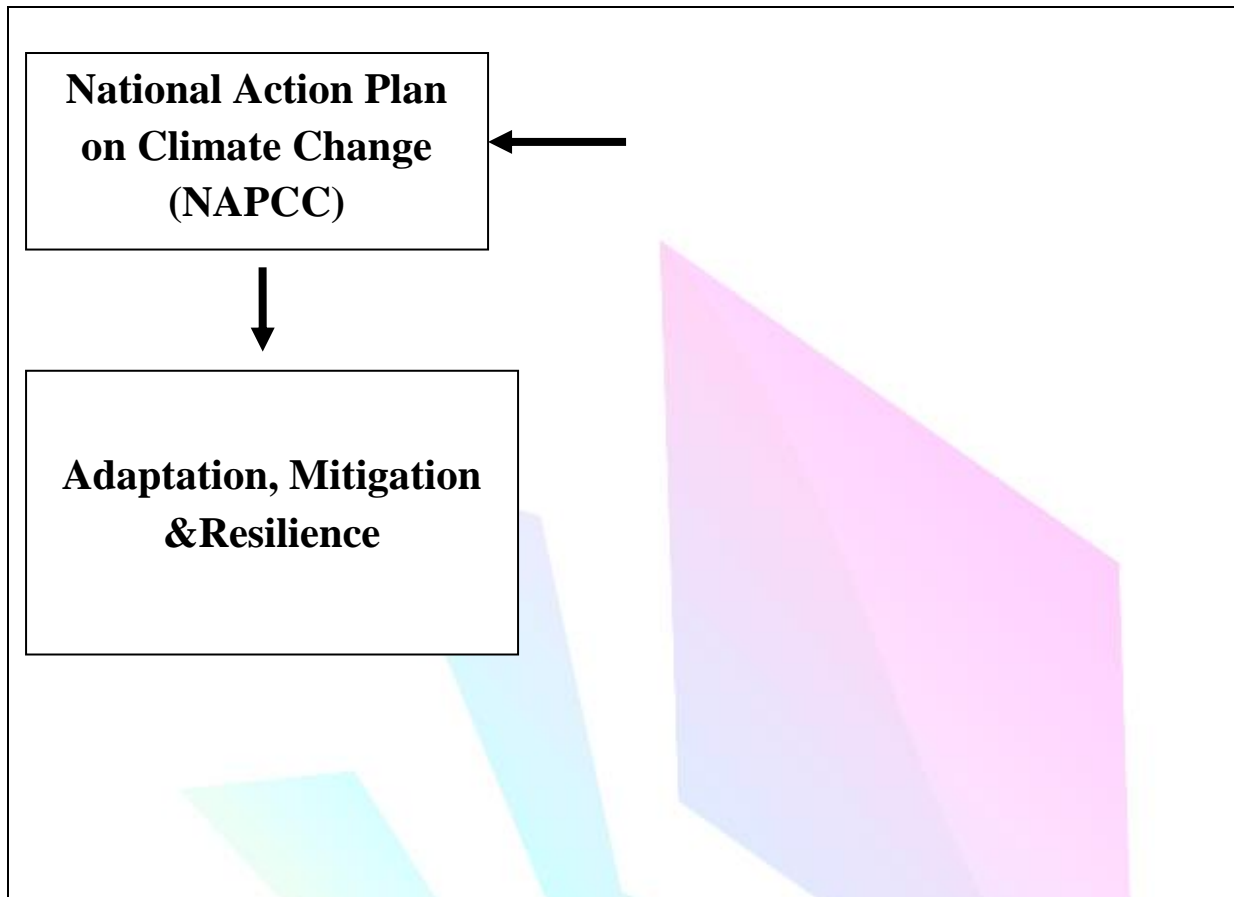 National Action Plan
on Climate Change
(NAPCC)
Adaptation, Mitigation
&Resilience